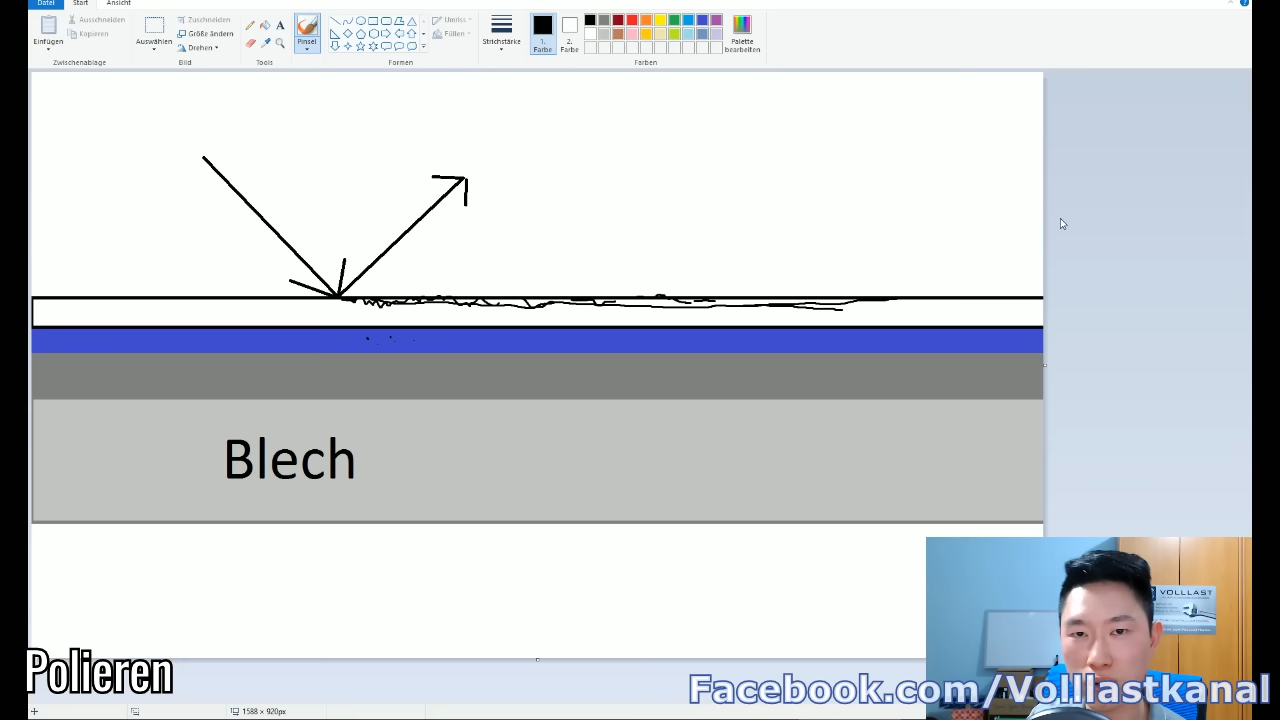 Datei Start Ansicht
Einfügen
Ausschneiden
Kopieren
Zwischenablage
Auswählen
Zuschneiden
Größe ändern
Drehen
Bild
Tools
Pinsel
Formen
Umriss
Füllen
Strichstärke
1. Farbe
2. Farbe
Palette bearbeiten
Farben
Blech
VOLLLAST
Polieren
Facebook.com/Volllastkanal
1588 × 920px